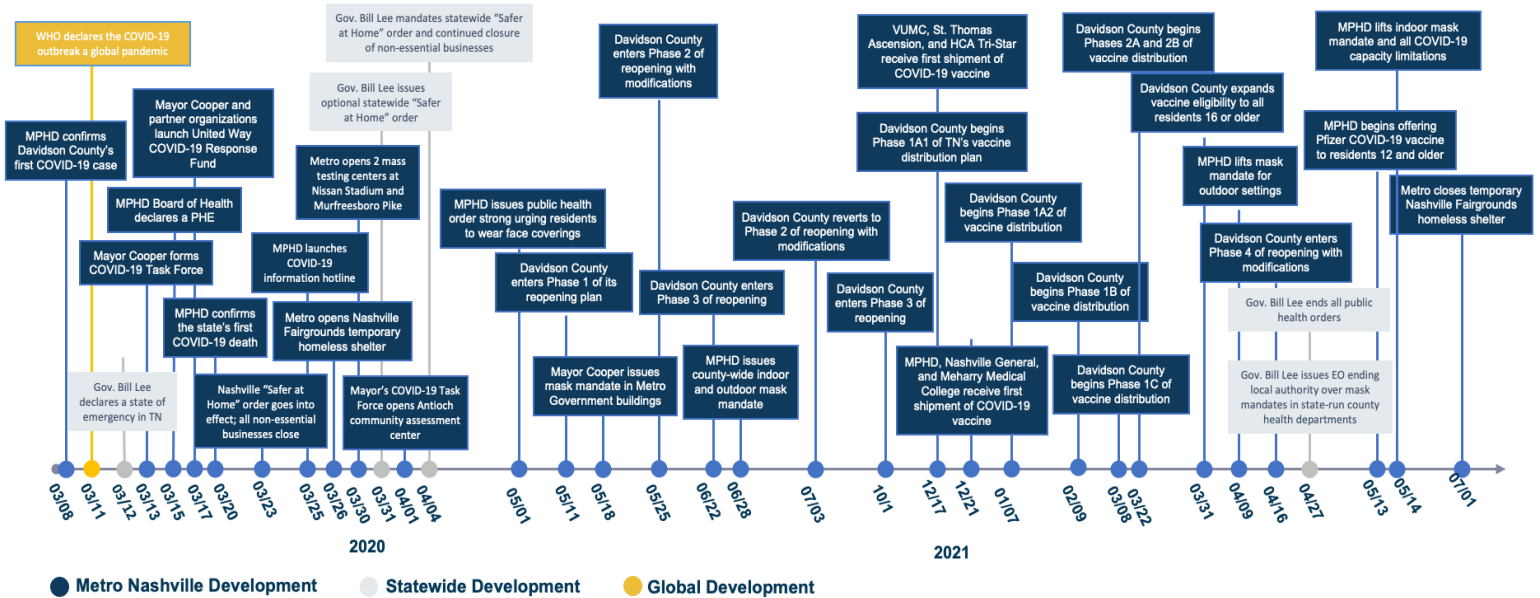 WHO declares the COVID-19
outbreak a global pandemic
MPHD confirms
Davidson County's
first COVID-19 case
Gov. Bill Lee
declares a state of
emergency in TN
Mayor Cooper forms
COVID-19 Task Force
MPHD Board of Health
declares a PHE
Mayor Cooper and
partner organizations
launch United Way
COVID-19 Response
Fund
MPHD confirms
the state's first
COVID-19 death
Nashville "Safer at
Home" order goes into
effect; all non-essential
businesses close
MPHD launches
COVID-19
information hotline
Metro opens Nashville
Fairgrounds temporary
homeless shelter
Metro opens 2 mass
testing centers at
Nissan Stadium and
Murfreesboro Pike
Gov. Bill Lee issues
optional statewide "Safer
at Home" order
Mayor's COVID-19 Task
Force opens Antioch
community assessment
center
Gov. Bill Lee mandates statewide "Safer
at Home" order and continued closure
of non-essential businesses
MPHD issues public health
order strong urging residents
to wear face coverings
Davidson County
enters Phase 1 of its
reopening plan
Mayor Cooper issues
mask mandate in Metro
Government buildings
Davidson County
enters Phase 2 of
reopening with
modifications
Davidson County enters
Phase 3 of reopening
MPHD issues
county-wide indoor
and outdoor mask
mandate
Davidson County reverts to
Phase 2 of reopening with
modifications
Davidson County
enters Phase 3 of
reopening
VUMC, St. Thomas
Ascension, and HCA Tri-Star
receive first shipment of
COVID-19 vaccine
Davidson County begins
Phase 1A1 of TN's vaccine
distribution plan
MPHD, Nashville General,
and Meharry Medical
College receive first
shipment of COVID-19
vaccine
Davidson County
begins Phase 1A2 of
vaccine distribution
Davidson County
begins Phase 1B of
vaccine distribution
Davidson County
begins Phase 1C of
vaccine distribution
Davidson County begins
Phases 2A and 2B of
vaccine distribution
Davidson County expands
vaccine eligibility to all
residents 16 or older
MPHD lifts mask
mandate for
outdoor settings
Davidson County enters
Phase 4 of reopening with
modifications
Gov. Bill Lee ends all public
health orders
Gov. Bill Lee issues EO ending
local authority over mask
mandates in state-run county
health departments
MPHD begins offering
Pfizer COVID-19 vaccine
to residents 12 and older
MPHD lifts indoor mask
mandate and all COVID-19
capacity limitations
Metro closes temporary
Nashville Fairgrounds
homeless shelter
03/08
03/11
03/12
03/13
03/15
03/17
03/20
03/23
03/25
03/26
03/30
03/31
04/01
04/04
05/01
05/11
05/18
05/25
06/22
06/28
07/03
10/1
12/17
12/21
01/07
02/09
03/08
03/22
03/31
04/09
04/16
04/27
05/13
05/14
07/01
2020
2021
Metro Nashville Development
Statewide Development
Global Development